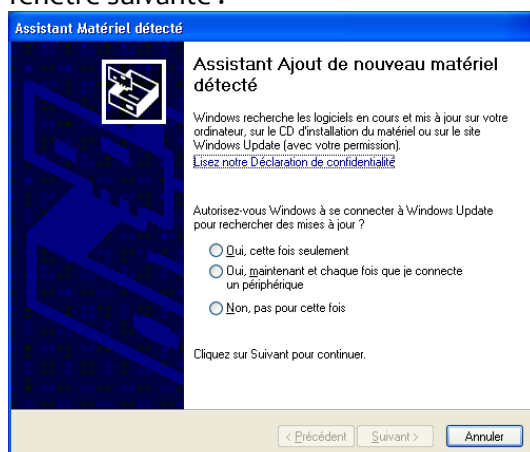 fenêtre suivante :
Assistant Matériel détecté
Assistant Ajout de nouveau matériel
détecté
Windows recherche les logiciels en cours et mis à jour sur votre
ordinateur, sur le CD d'installation du matériel ou sur le site
Windows Update (avec votre permission).
Lisez notre Déclaration de confidentialité
Autorisez-vous Windows à se connecter à Windows Update
pour rechercher des mises à jour ?
Oui, cette fois seulement
Oui, maintenant et chaque fois que je connecte
un périphérique
Non, pas pour cette fois
Cliquez sur Suivant pour continuer.
< Précédent Suivant > Annuler